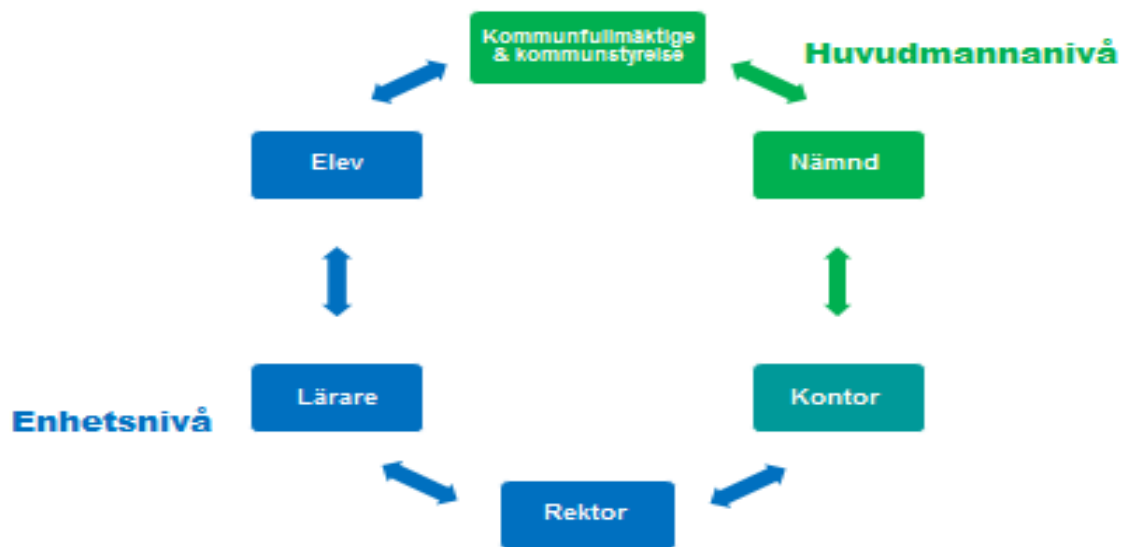 Kommunfullmäktige
& kommunstyrelse
Huvudmannanivå
Elev
Nämnd
Lärare
Kontor
Enhetsnivå
Rektor